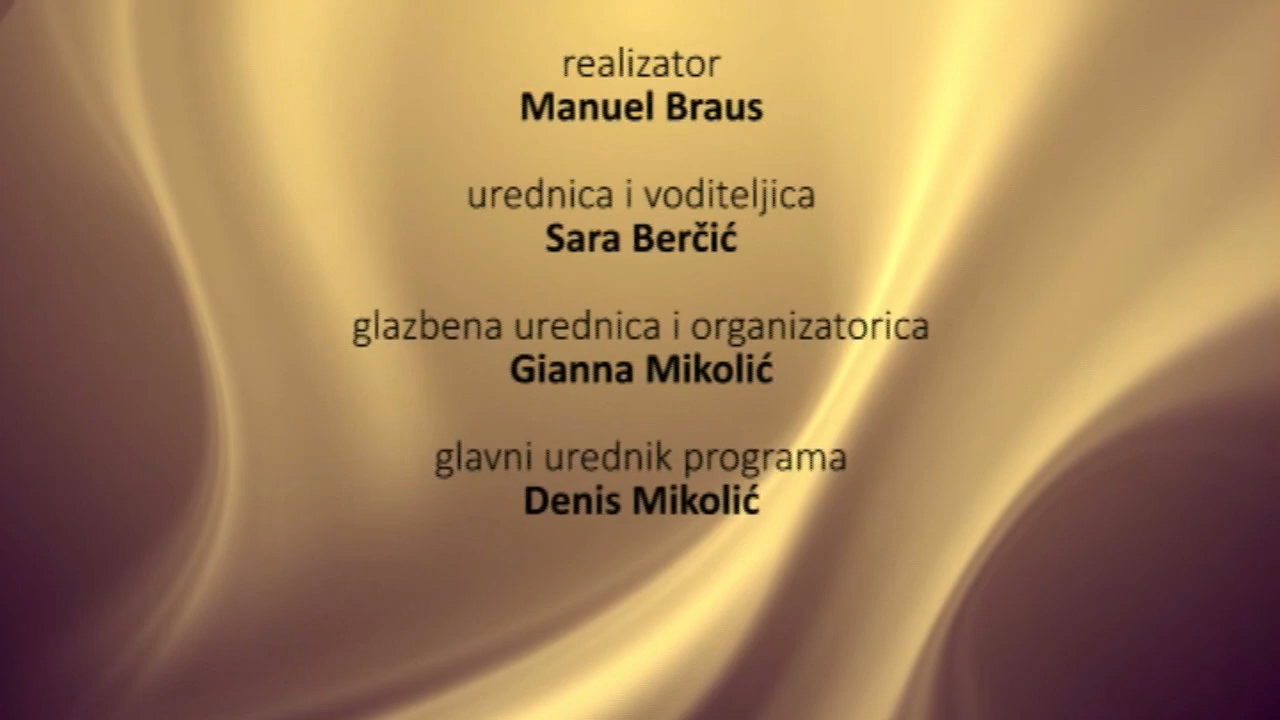 realizator
Manuel Braus
urednica i voditeljica
Sara Berčić
glazbena urednica i organizatorica
Gianna Mikolić
glavni urednik programa
Denis Mikolić